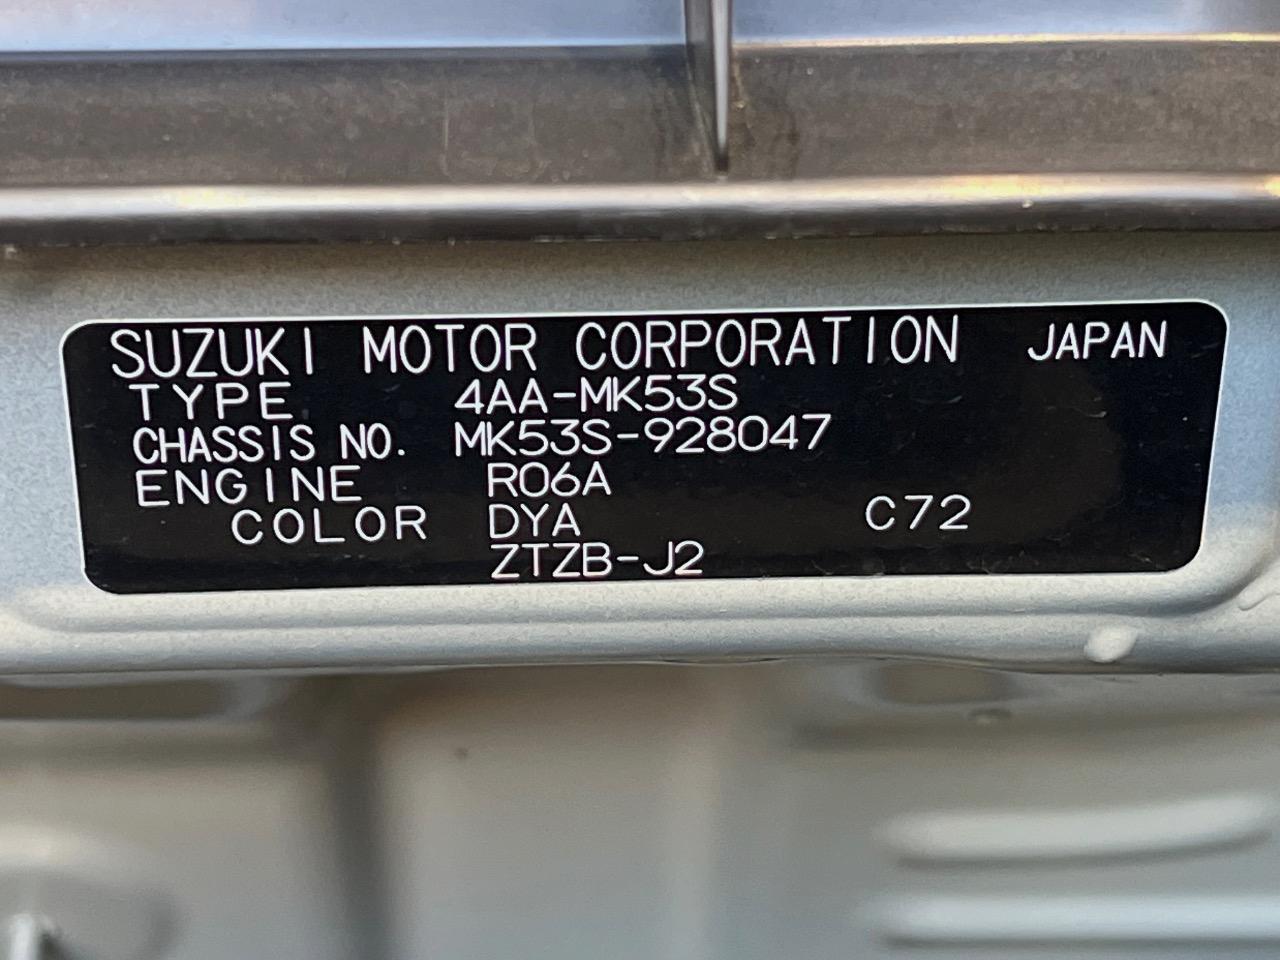 SUZUKI MOTOR CORPORATION JAPAN
TYPE 4AA-MK53S
CHASSIS NO. MK53S-928047
ENGINE R06A
COLOR DYA C72
ZTZB-J2